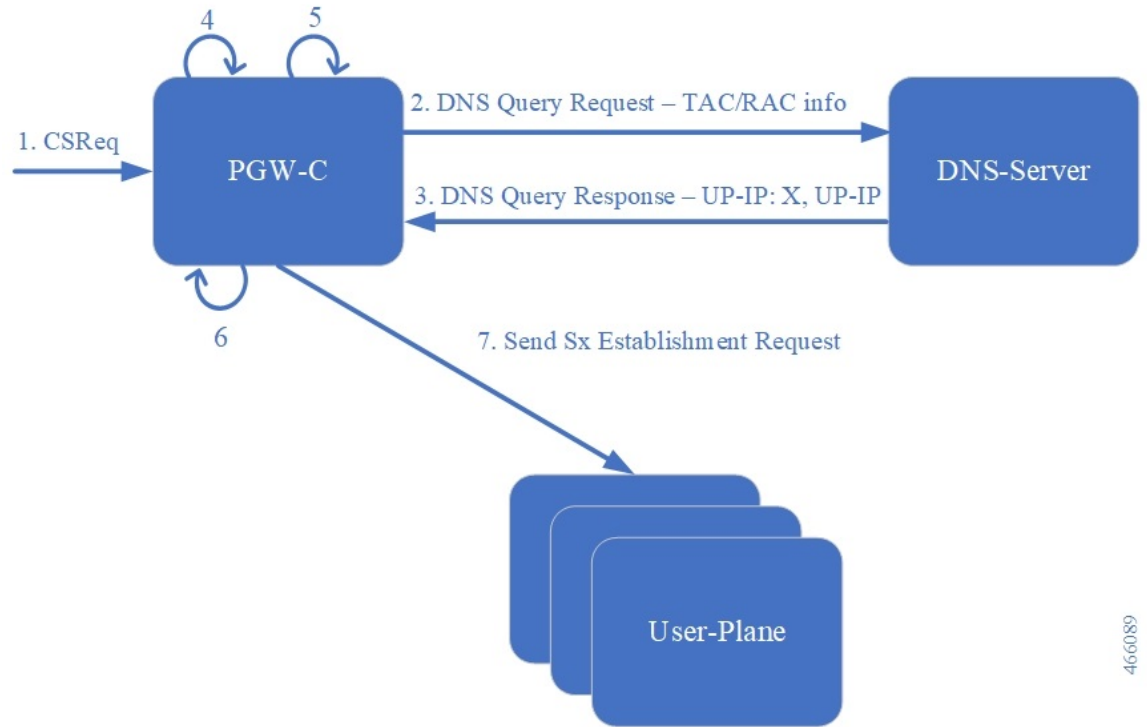 4
5
2. DNS Query Request – TAC/RAC info
1. CSReq
PGW-C
DNS-Server
3. DNS Query Response – UP-IP: X, UP-IP
6
7. Send Sx Establishment Request
User-Plane
466089